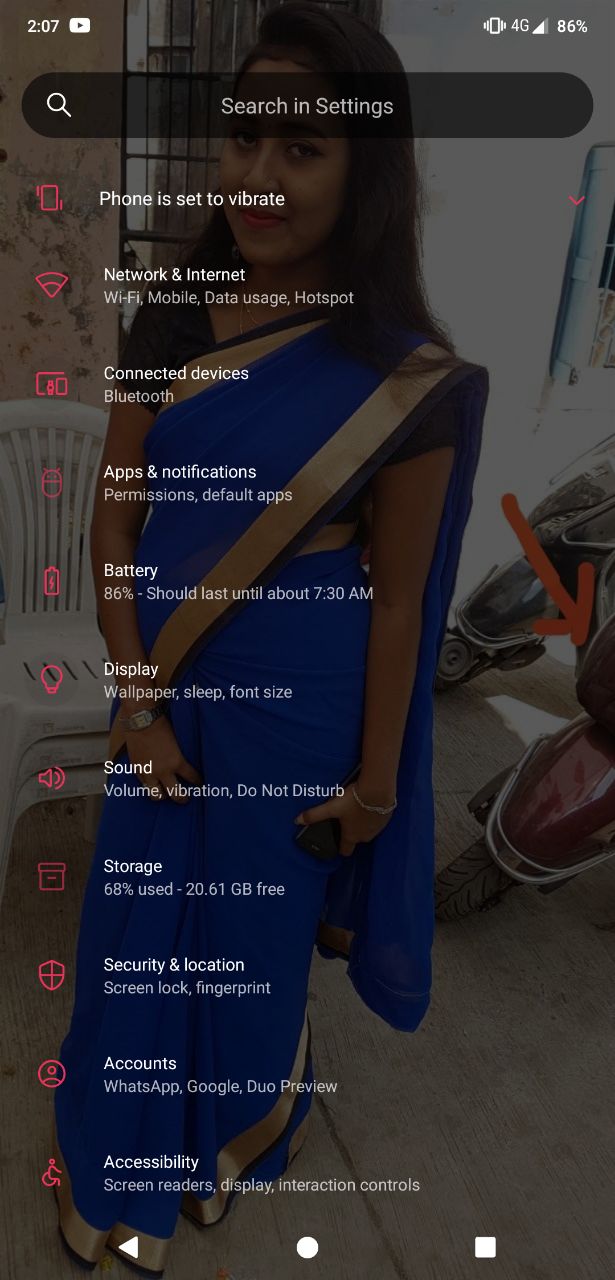 2:07 4G 86%
Search in Settings
Phone is set to vibrate
Network & Internet
Wi-Fi, Mobile, Data usage, Hotspot
Connected devices
Bluetooth
Apps & notifications
Permissions, default apps
Battery
86% - Should last until about 7:30 AM
Display
Wallpaper, sleep, font size
Sound
Volume, vibration, Do Not Disturb
Storage
68% used - 20.61 GB free
Security & location
Screen lock, fingerprint
Accounts
WhatsApp, Google, Duo Preview
Accessibility
Screen readers, display, interaction controls